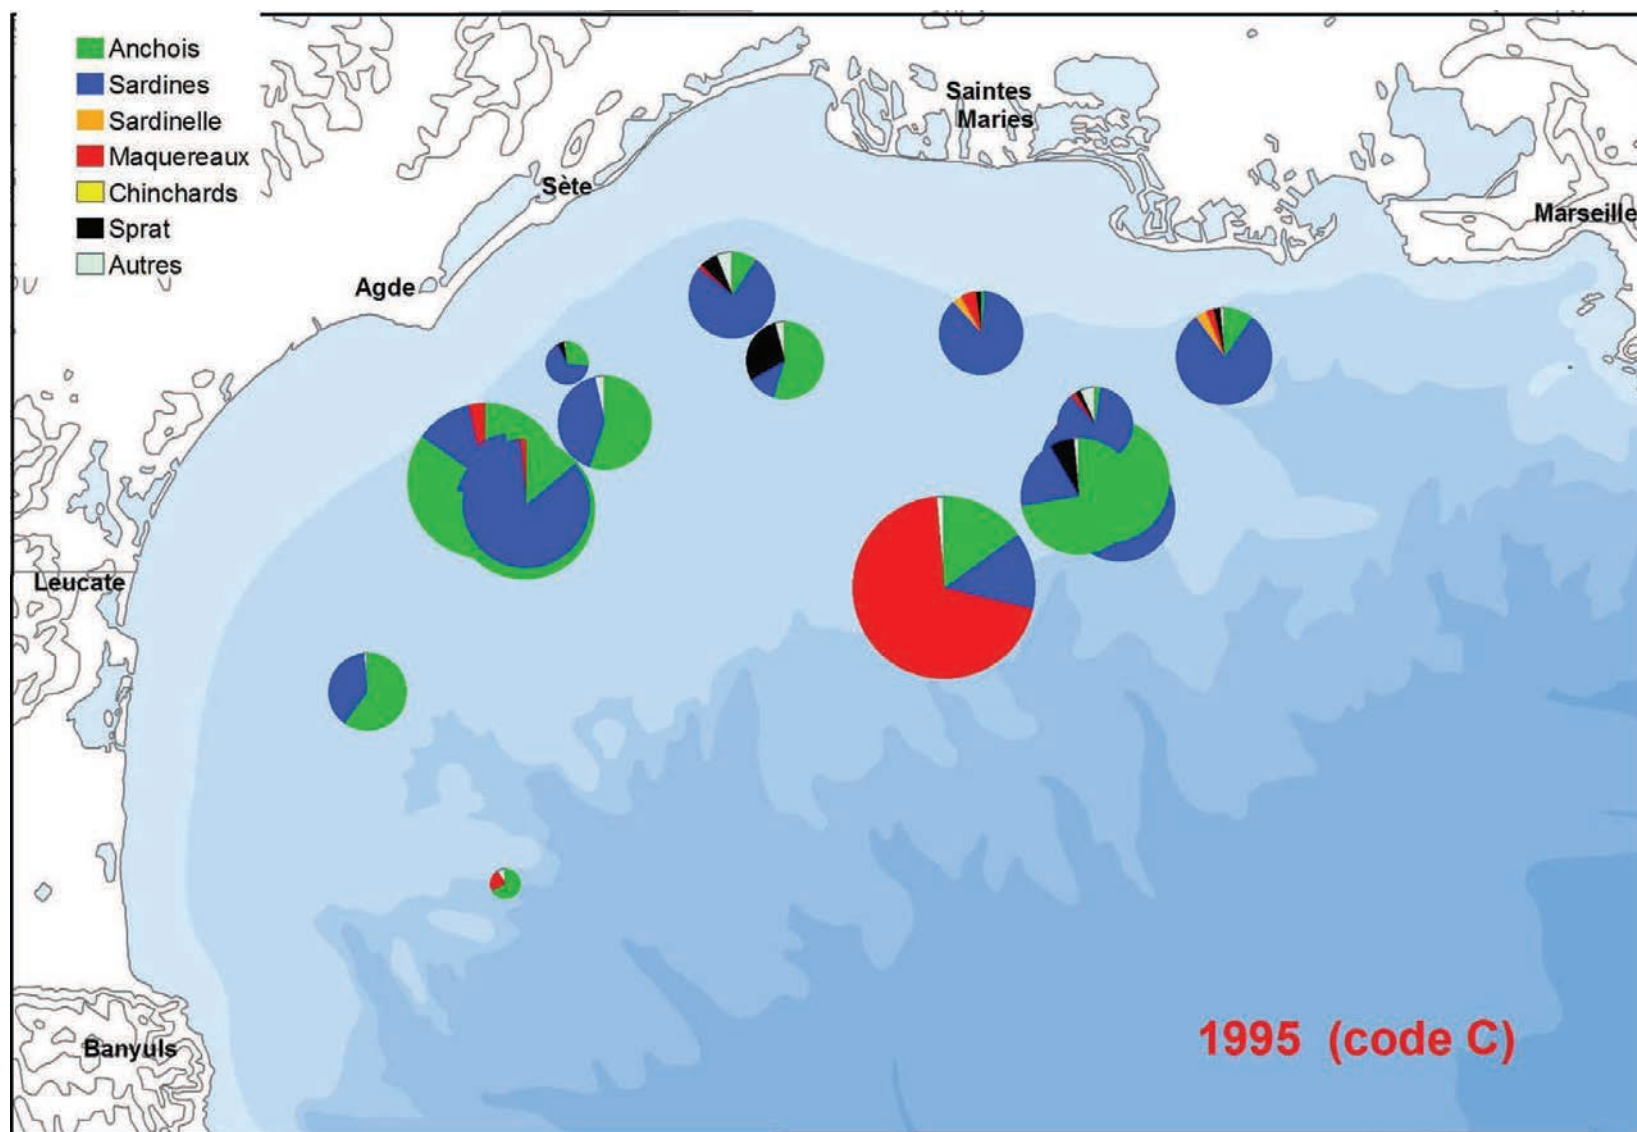 Anchois
Sardines
Sardinelle
Maquereaux
Chinchards
Sprat
Autres
Saintes
Maries
Sète
Marseille
Agde
Leucate
Banyuls
1995 (code C)